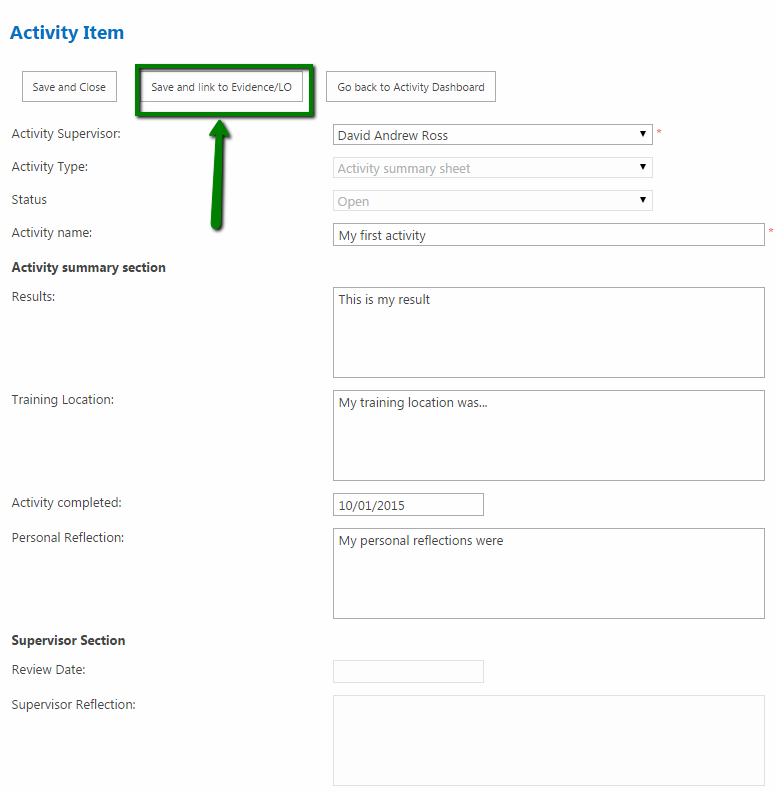 Activity Item
Save and Close
Save and link to Evidence/LO
Go back to Activity Dashboard
Activity Supervisor:
David Andrew Ross
*
Activity Type:
Activity summary sheet
Status
Open
Activity name:
My first activity
*
Activity summary section
Results:
This is my result
Training Location:
My training location was...
Activity completed:
10/01/2015
Personal Reflection:
My personal reflections were
Supervisor Section
Review Date:
Supervisor Reflection: